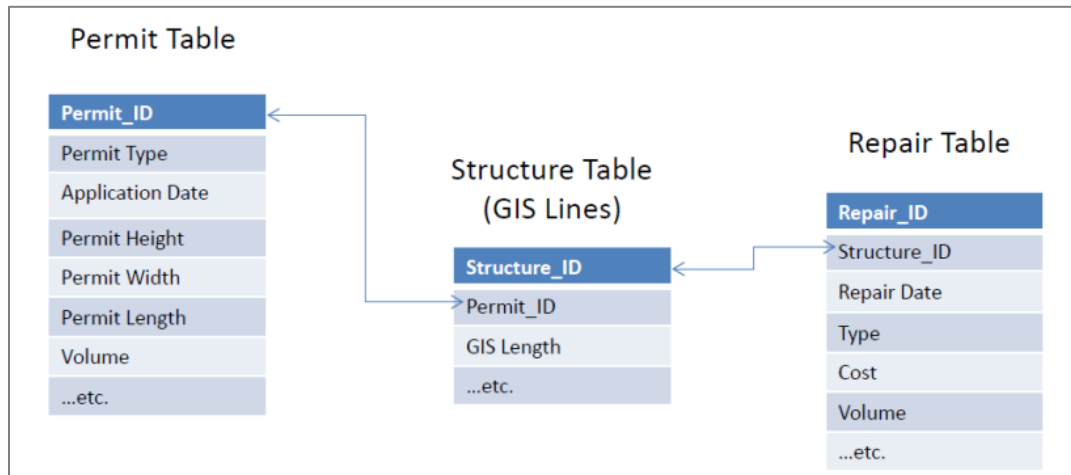 Permit Table
Permit_ID
Permit Type
Application Date
Permit Height
Permit Width
Permit Length
Volume
...etc.
Structure Table
(GIS Lines)
Structure_ID
Permit_ID
GIS Length
...etc.
Repair Table
Repair_ID
Structure_ID
Repair Date
Type
Cost
Volume
...etc.